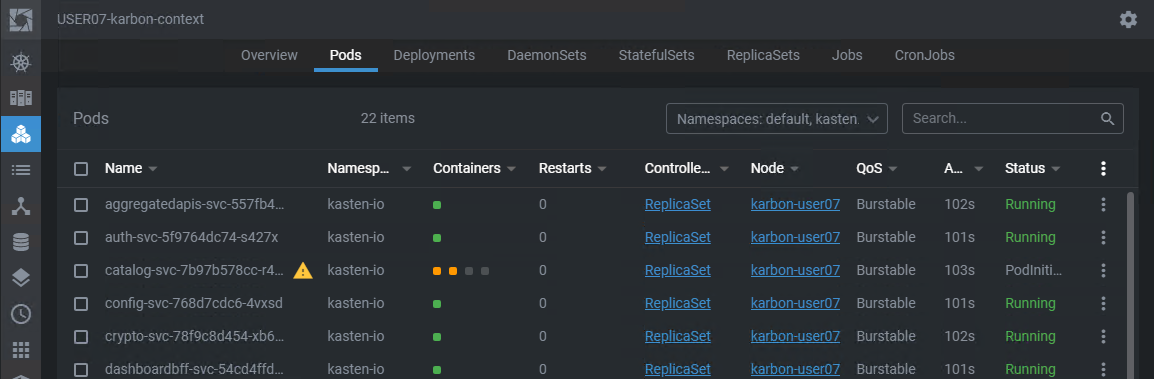 USER07-karbon-context
Overview Pods Deployments DaemonSets StatefulSets ReplicaSets Jobs CronJobs
Pods 22 items Namespaces: default, kasten. Search...
Name Namesp... Containers Restarts Controlle... Node QoS A... Status
aggregatedapis-svc-557fb4... kasten-io 0 ReplicaSet karbon-user07 Burstable 102s Running
auth-svc-5f9764dc74-s427x kasten-io 0 ReplicaSet karbon-user07 Burstable 101s Running
catalog-svc-7b97b578cc-r4... kasten-io 0 ReplicaSet karbon-user07 Burstable 103s PodIniti...
config-svc-768d7cdc6-4vxsd kasten-io 0 ReplicaSet karbon-user07 Burstable 101s Running
crypto-svc-78f9c8d454-xb6... kasten-io 0 ReplicaSet karbon-user07 Burstable 102s Running
dashboardbff-svc-54cd4ffd... kasten-io 0 ReplicaSet karbon-user07 Burstable 101s Running